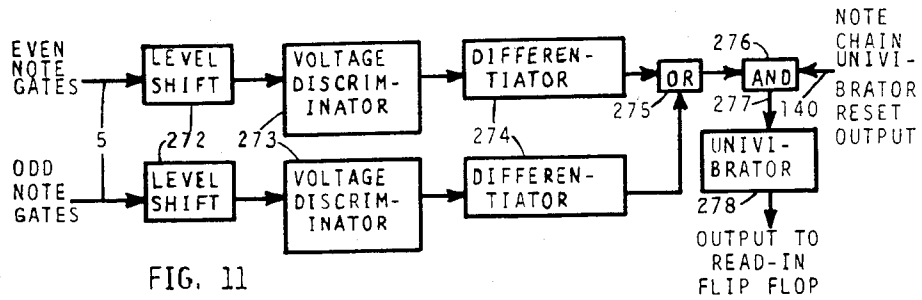 EVEN
NOTE
GATES
LEVEL
SHIFT
VOLTAGE
DISCRIM-
INATOR
DIFFEREN-
TIATOR
OR
275
276
AND
277
140
NOTE
CHAIN
UNIVI-
BRATOR
RESET
OUTPUT
5
272
273
274
ODD
NOTE
GATES
LEVEL
SHIFT
VOLTAGE
DISCRIM-
INATOR
DIFFEREN-
TIATOR
UNIVI-
BRATOR
278
OUTPUT TO
READ-IN
FLIP FLOP
FIG. 11